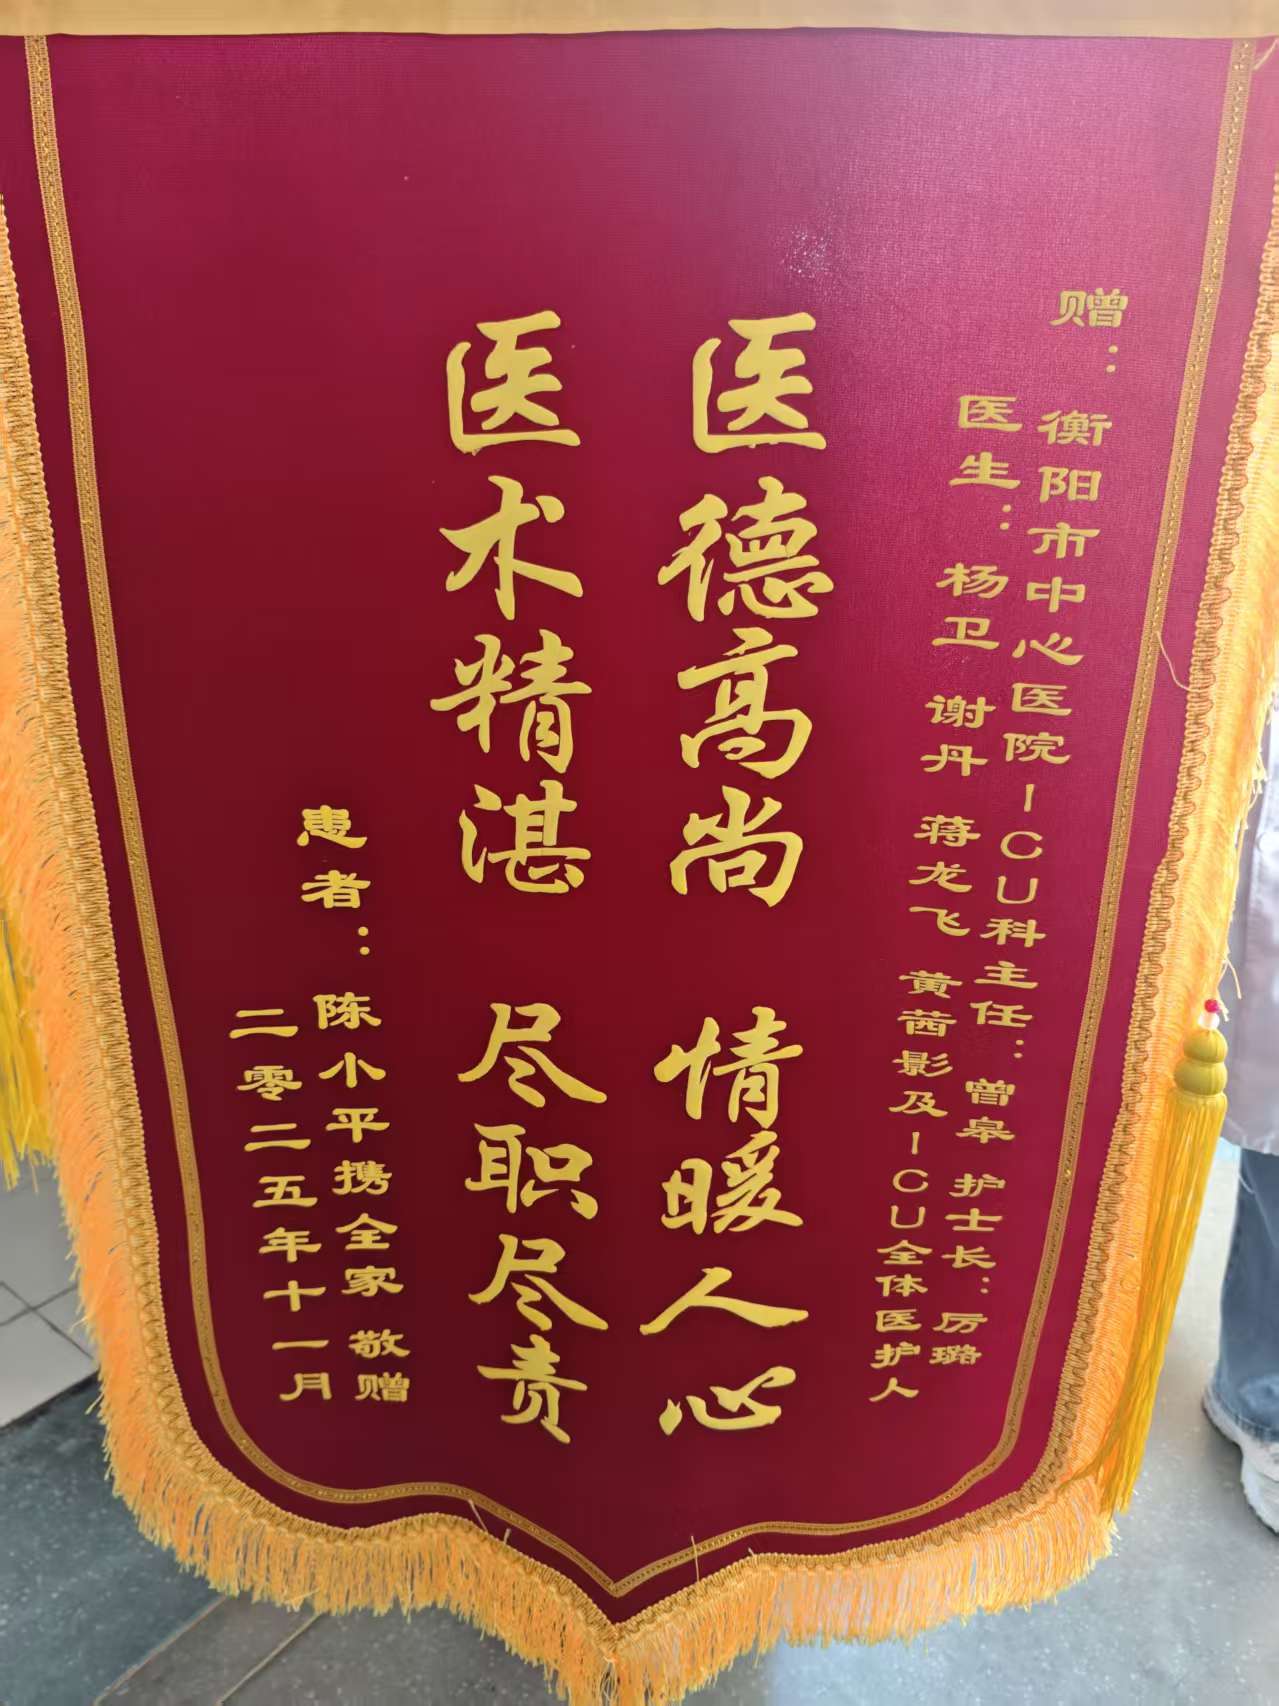 赠：衡阳市中心医院ICU科主任：曾皋 护士长：厉璐
医生：杨卫 谢丹 蒋龙飞 黄茜影及ICU全体医护人
医德高尚 情暖人心
医术精湛 尽职尽责
患者：陈小平携全家 敬赠
二零二五年十一月